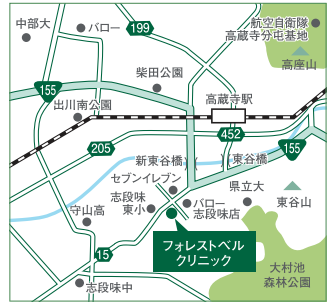 中部大
バロー
199
航空自衛隊
高蔵寺分屯基地
高座山
155
柴田公園
出川南公園
高蔵寺駅
452
205
新東谷橋
東谷橋
155
セブンイレブン
志段味
東小
バロー
志段味店
県立大
東谷山
守山高
フォレストベル
クリニック
15
志段味中
大村池
森林公園